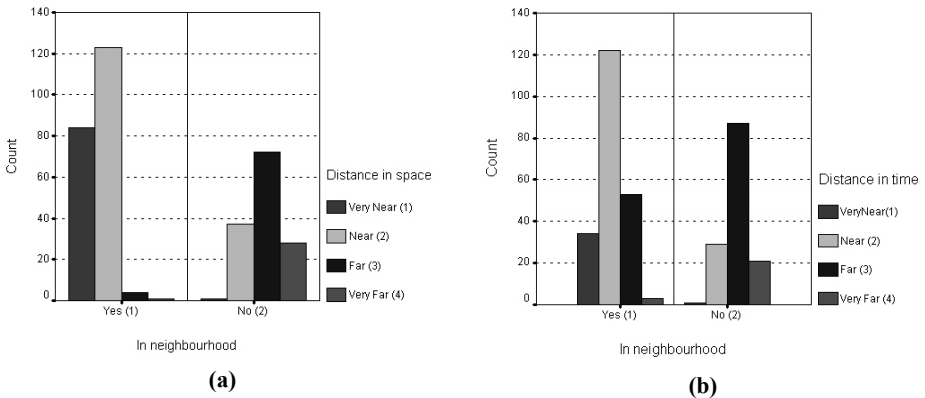 140
120
100
80
60
40
20
0
Count
Yes (1)
No (2)
In neighbourhood
Distance in space
Very Near (1)
Near (2)
Far (3)
Very Far (4)
(a)
140
120
100
80
60
40
20
0
Count
Yes (1)
No (2)
In neighbourhood
Distance in time
VeryNear(1)
Near (2)
Far (3)
Very Far (4)
(b)